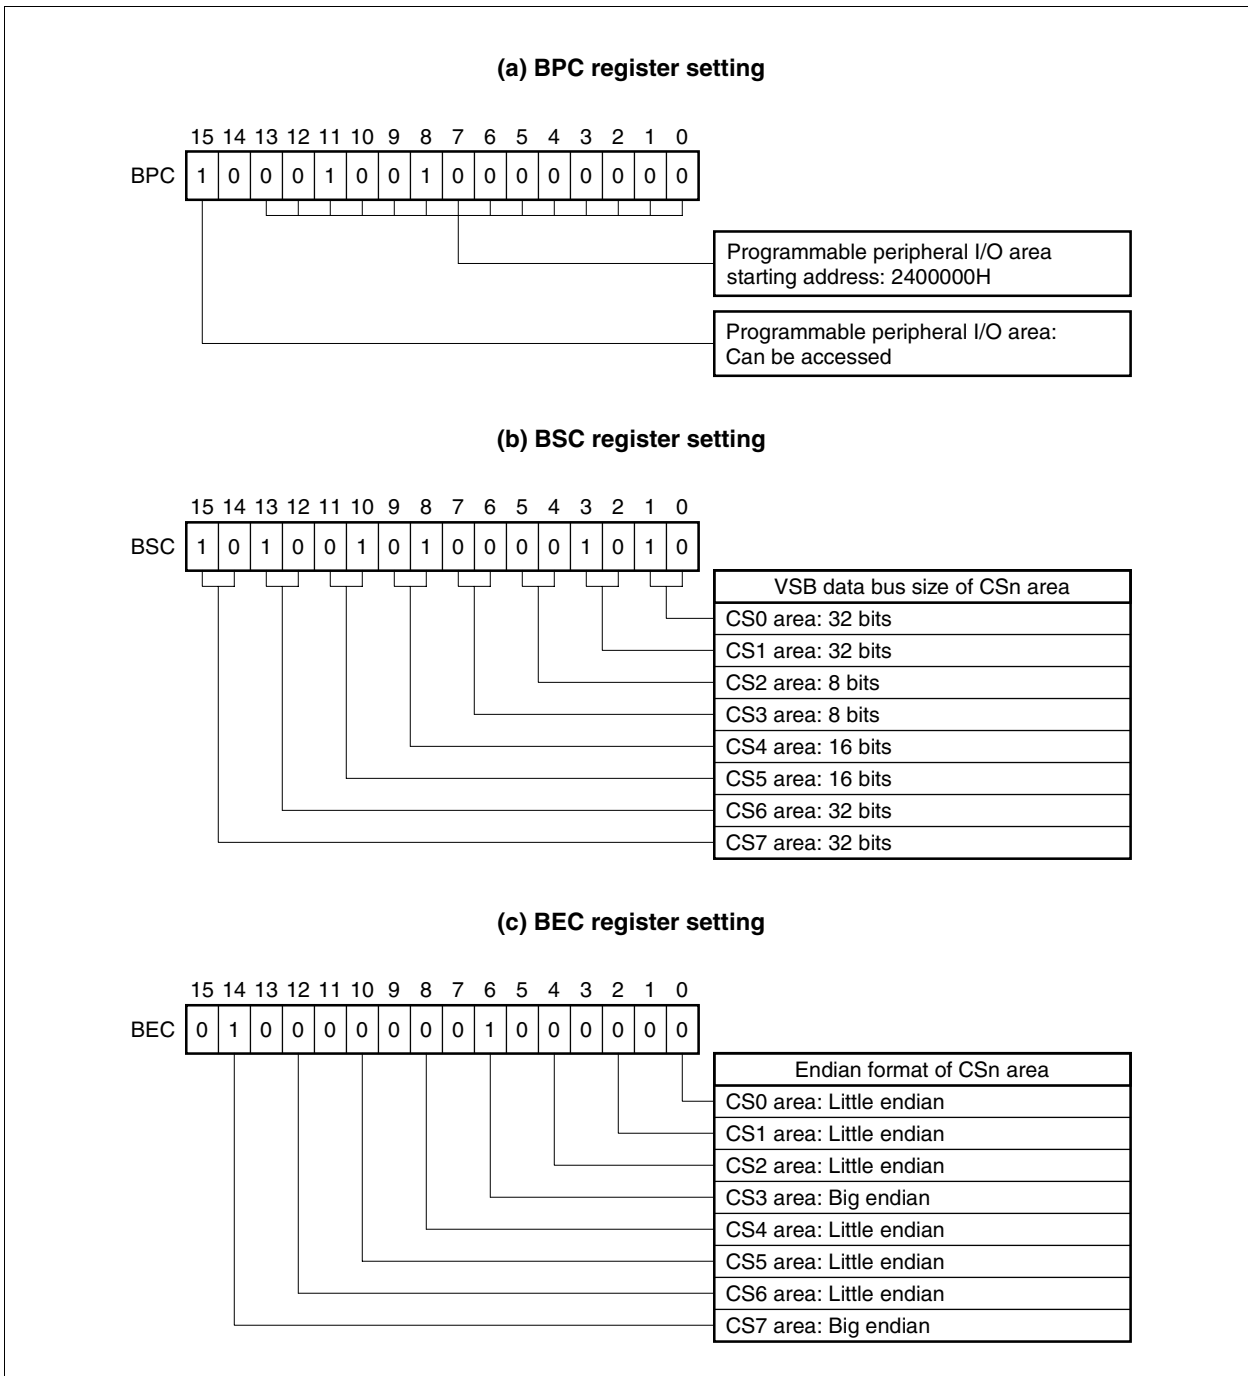 (a) BPC register setting
15 14 13 12 11 10 9 8 7 6 5 4 3 2 1 0
BPC 1 0 0 0 1 0 0 1 0 0 0 0 0 0 0 0
Programmable peripheral I/O area
starting address: 2400000H
Programmable peripheral I/O area:
Can be accessed
(b) BSC register setting
15 14 13 12 11 10 9 8 7 6 5 4 3 2 1 0
BSC 1 0 1 0 0 1 0 1 0 0 0 0 1 0 1 0
VSB data bus size of CSn area
CS0 area: 32 bits
CS1 area: 32 bits
CS2 area: 8 bits
CS3 area: 8 bits
CS4 area: 16 bits
CS5 area: 16 bits
CS6 area: 32 bits
CS7 area: 32 bits
(c) BEC register setting
15 14 13 12 11 10 9 8 7 6 5 4 3 2 1 0
BEC 0 1 0 0 0 0 0 0 0 1 0 0 0 0 0 0
Endian format of CSn area
CS0 area: Little endian
CS1 area: Little endian
CS2 area: Little endian
CS3 area: Big endian
CS4 area: Little endian
CS5 area: Little endian
CS6 area: Little endian
CS7 area: Big endian